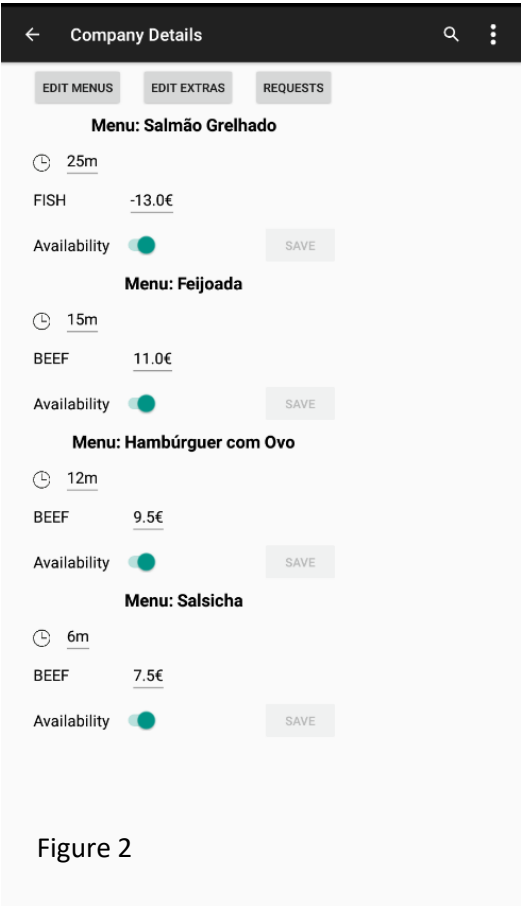 Company Details
EDIT MENUS EDIT EXTRAS REQUESTS
Menu: Salmão Grelhado
25m
FISH -13.0€
Availability SAVE
Menu: Feijoada
15m
BEEF 11.0€
Availability SAVE
Menu: Hambúrguer com Ovo
12m
BEEF 9.5€
Availability SAVE
Menu: Salsicha
6m
BEEF 7.5€
Availability SAVE
Figure 2